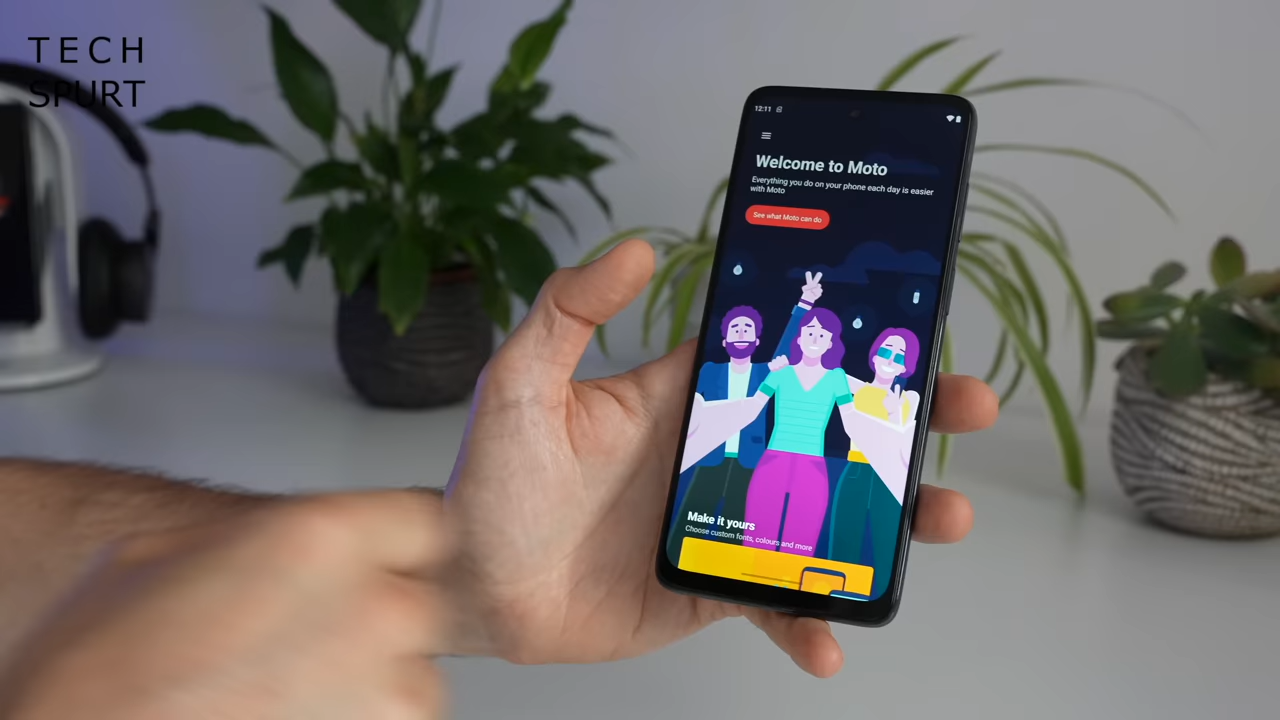 TECH
SPURT
12:11
Welcome to Moto
Everything you do on your phone each day is easier
with Moto
See what Moto can do
Make it yours
Choose custom fonts, colours and more